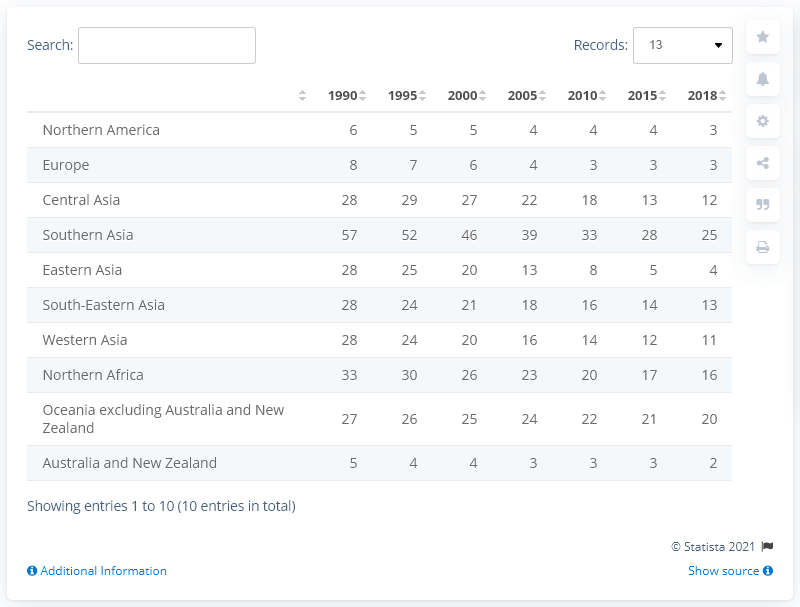 Search:
Records: 13
1990 1995 2000 2005 2010 2015 2018
Northern America 6 5 5 4 4 4 3
Europe 8 7 6 4 3 3 3
Central Asia 28 29 27 22 18 13 12
Southern Asia 57 52 46 39 33 28 25
Eastern Asia 28 25 20 13 8 5 4
South-Eastern Asia 28 24 21 18 16 14 13
Western Asia 28 24 20 16 14 12 11
Northern Africa 33 30 26 23 20 17 16
Oceania excluding Australia and New
Zealand 27 26 25 24 22 21 20
Australia and New Zealand 5 4 4 3 3 3 2
Showing entries 1 to 10 (10 entries in total)
© Statista 2021
Additional Information
Show source